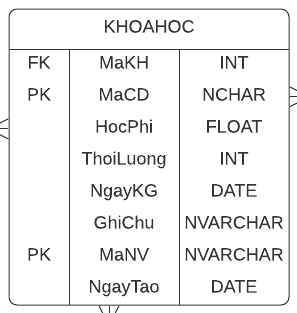 KHOAHOC
FK MaKH INT
PK MaCD NCHAR
HocPhi FLOAT
ThoiLuong INT
NgayKG DATE
GhiChu NVARCHAR
PK MaNV NVARCHAR
NgayTao DATE